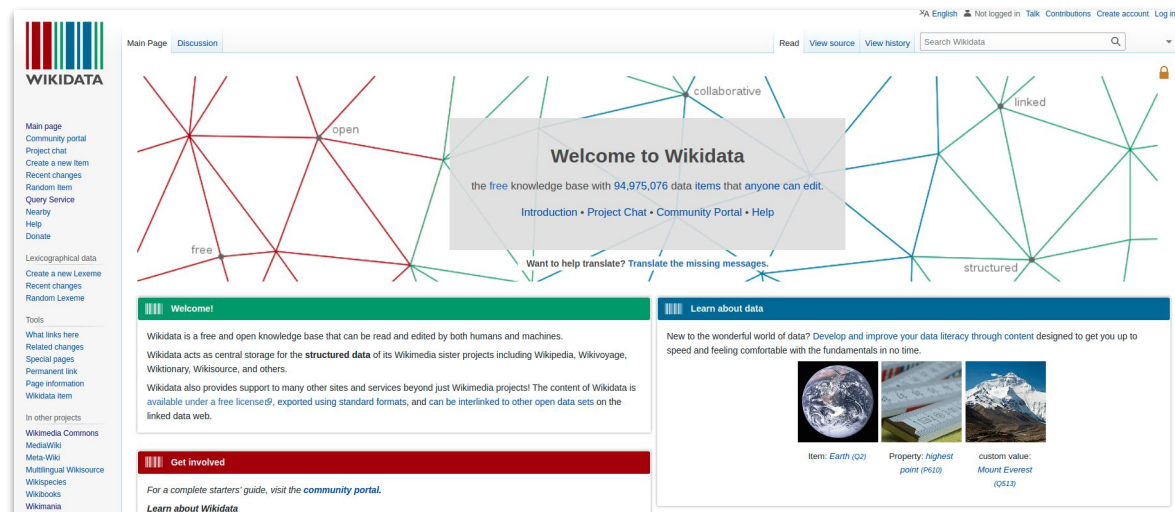 English Not logged in Talk Contributions Create account Log in
WIKIDATA
Main Page Discussion
Read View source View history Search Wikidata
Main page
Community portal
Project chat
Create a new Item
Recent changes
Random Item
Query Service
Nearby
Help
Donate
Lexicographical data
Create a new Lexeme
Recent changes
Random Lexeme
Tools
What links here
Related changes
Special pages
Permanent link
Page information
Wikidata item
In other projects
Wikimedia Commons
MediaWiki
Meta-Wiki
Multilingual Wikisource
Wikispecies
Wikibooks
Wikimania
open
collaborative
linked
free
structured
Welcome to Wikidata
the free knowledge base with 94,975,076 data items that anyone can edit.
Introduction • Project Chat • Community Portal • Help
Want to help translate? Translate the missing messages.
Welcome!
Wikidata is a free and open knowledge base that can be read and edited by both humans and machines.
Wikidata acts as central storage for the structured data of its Wikimedia sister projects including Wikipedia, Wikivoyage,
Wiktionary, Wikisource, and others.
Wikidata also provides support to many other sites and services beyond just Wikimedia projects! The content of Wikidata is
available under a free license, exported using standard formats, and can be interlinked to other open data sets on the
linked data web.
Get involved
For a complete starters' guide, visit the community portal.
Learn about Wikidata
Learn about data
New to the wonderful world of data? Develop and improve your data literacy through content designed to get you up to
speed and feeling comfortable with the fundamentals in no time.
Item: Earth (Q2)
Property: highest
point (P610)
custom value:
Mount Everest
(Q513)